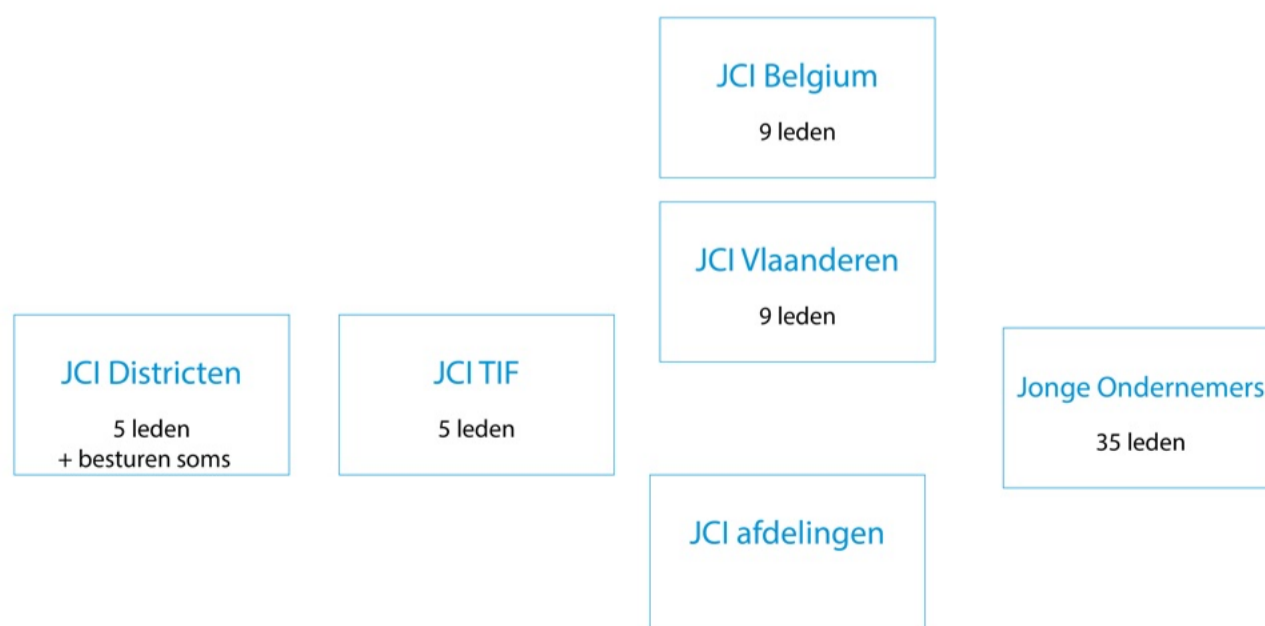 JCI Belgium
9 leden
JCI Vlaanderen
9 leden
JCI Districten
5 leden
+ besturen soms
JCI TIF
5 leden
Jonge Ondernemers
35 leden
JCI afdelingen